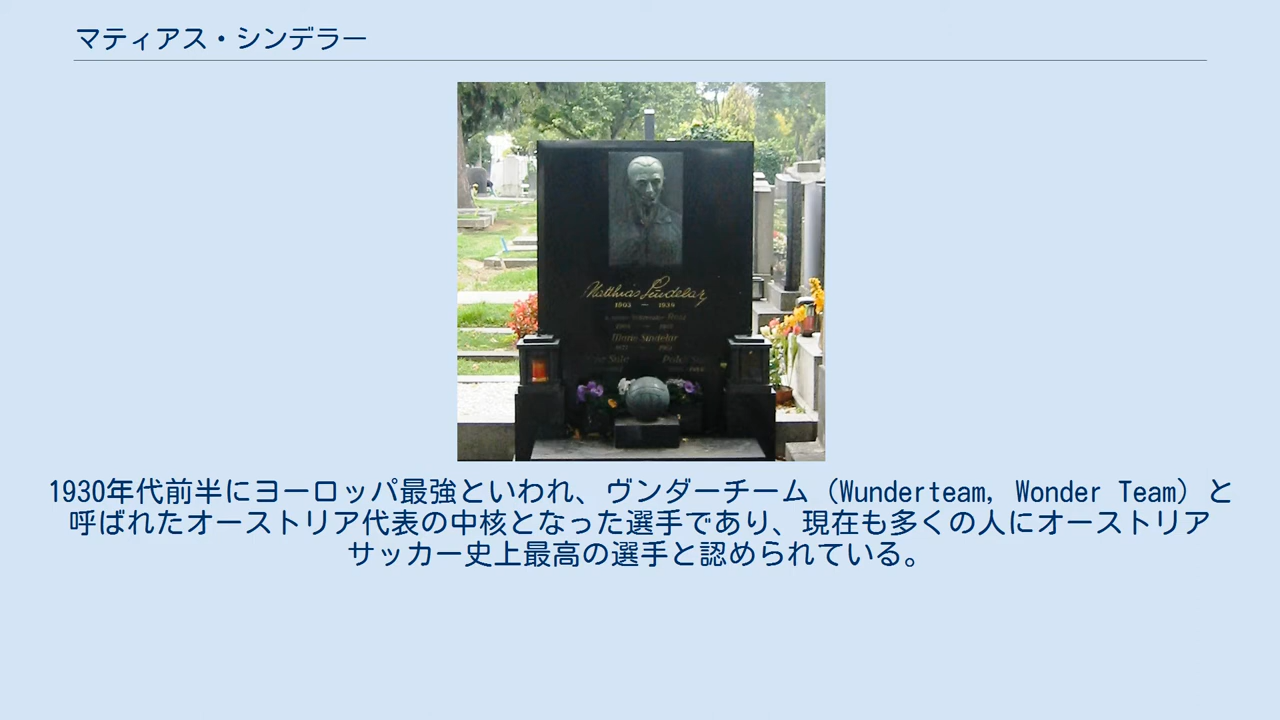 マティアス・シンデラー
Matthias Sindelar
1903 — 1939
Maria Sindelar
1930年代前半にヨーロッパ最強といわれ、ヴンダーチーム（Wunderteam, Wonder Team）と
呼ばれたオーストリア代表の中核となった選手であり、現在も多くの人にオーストリア
サッカー史上最高の選手と認められている。